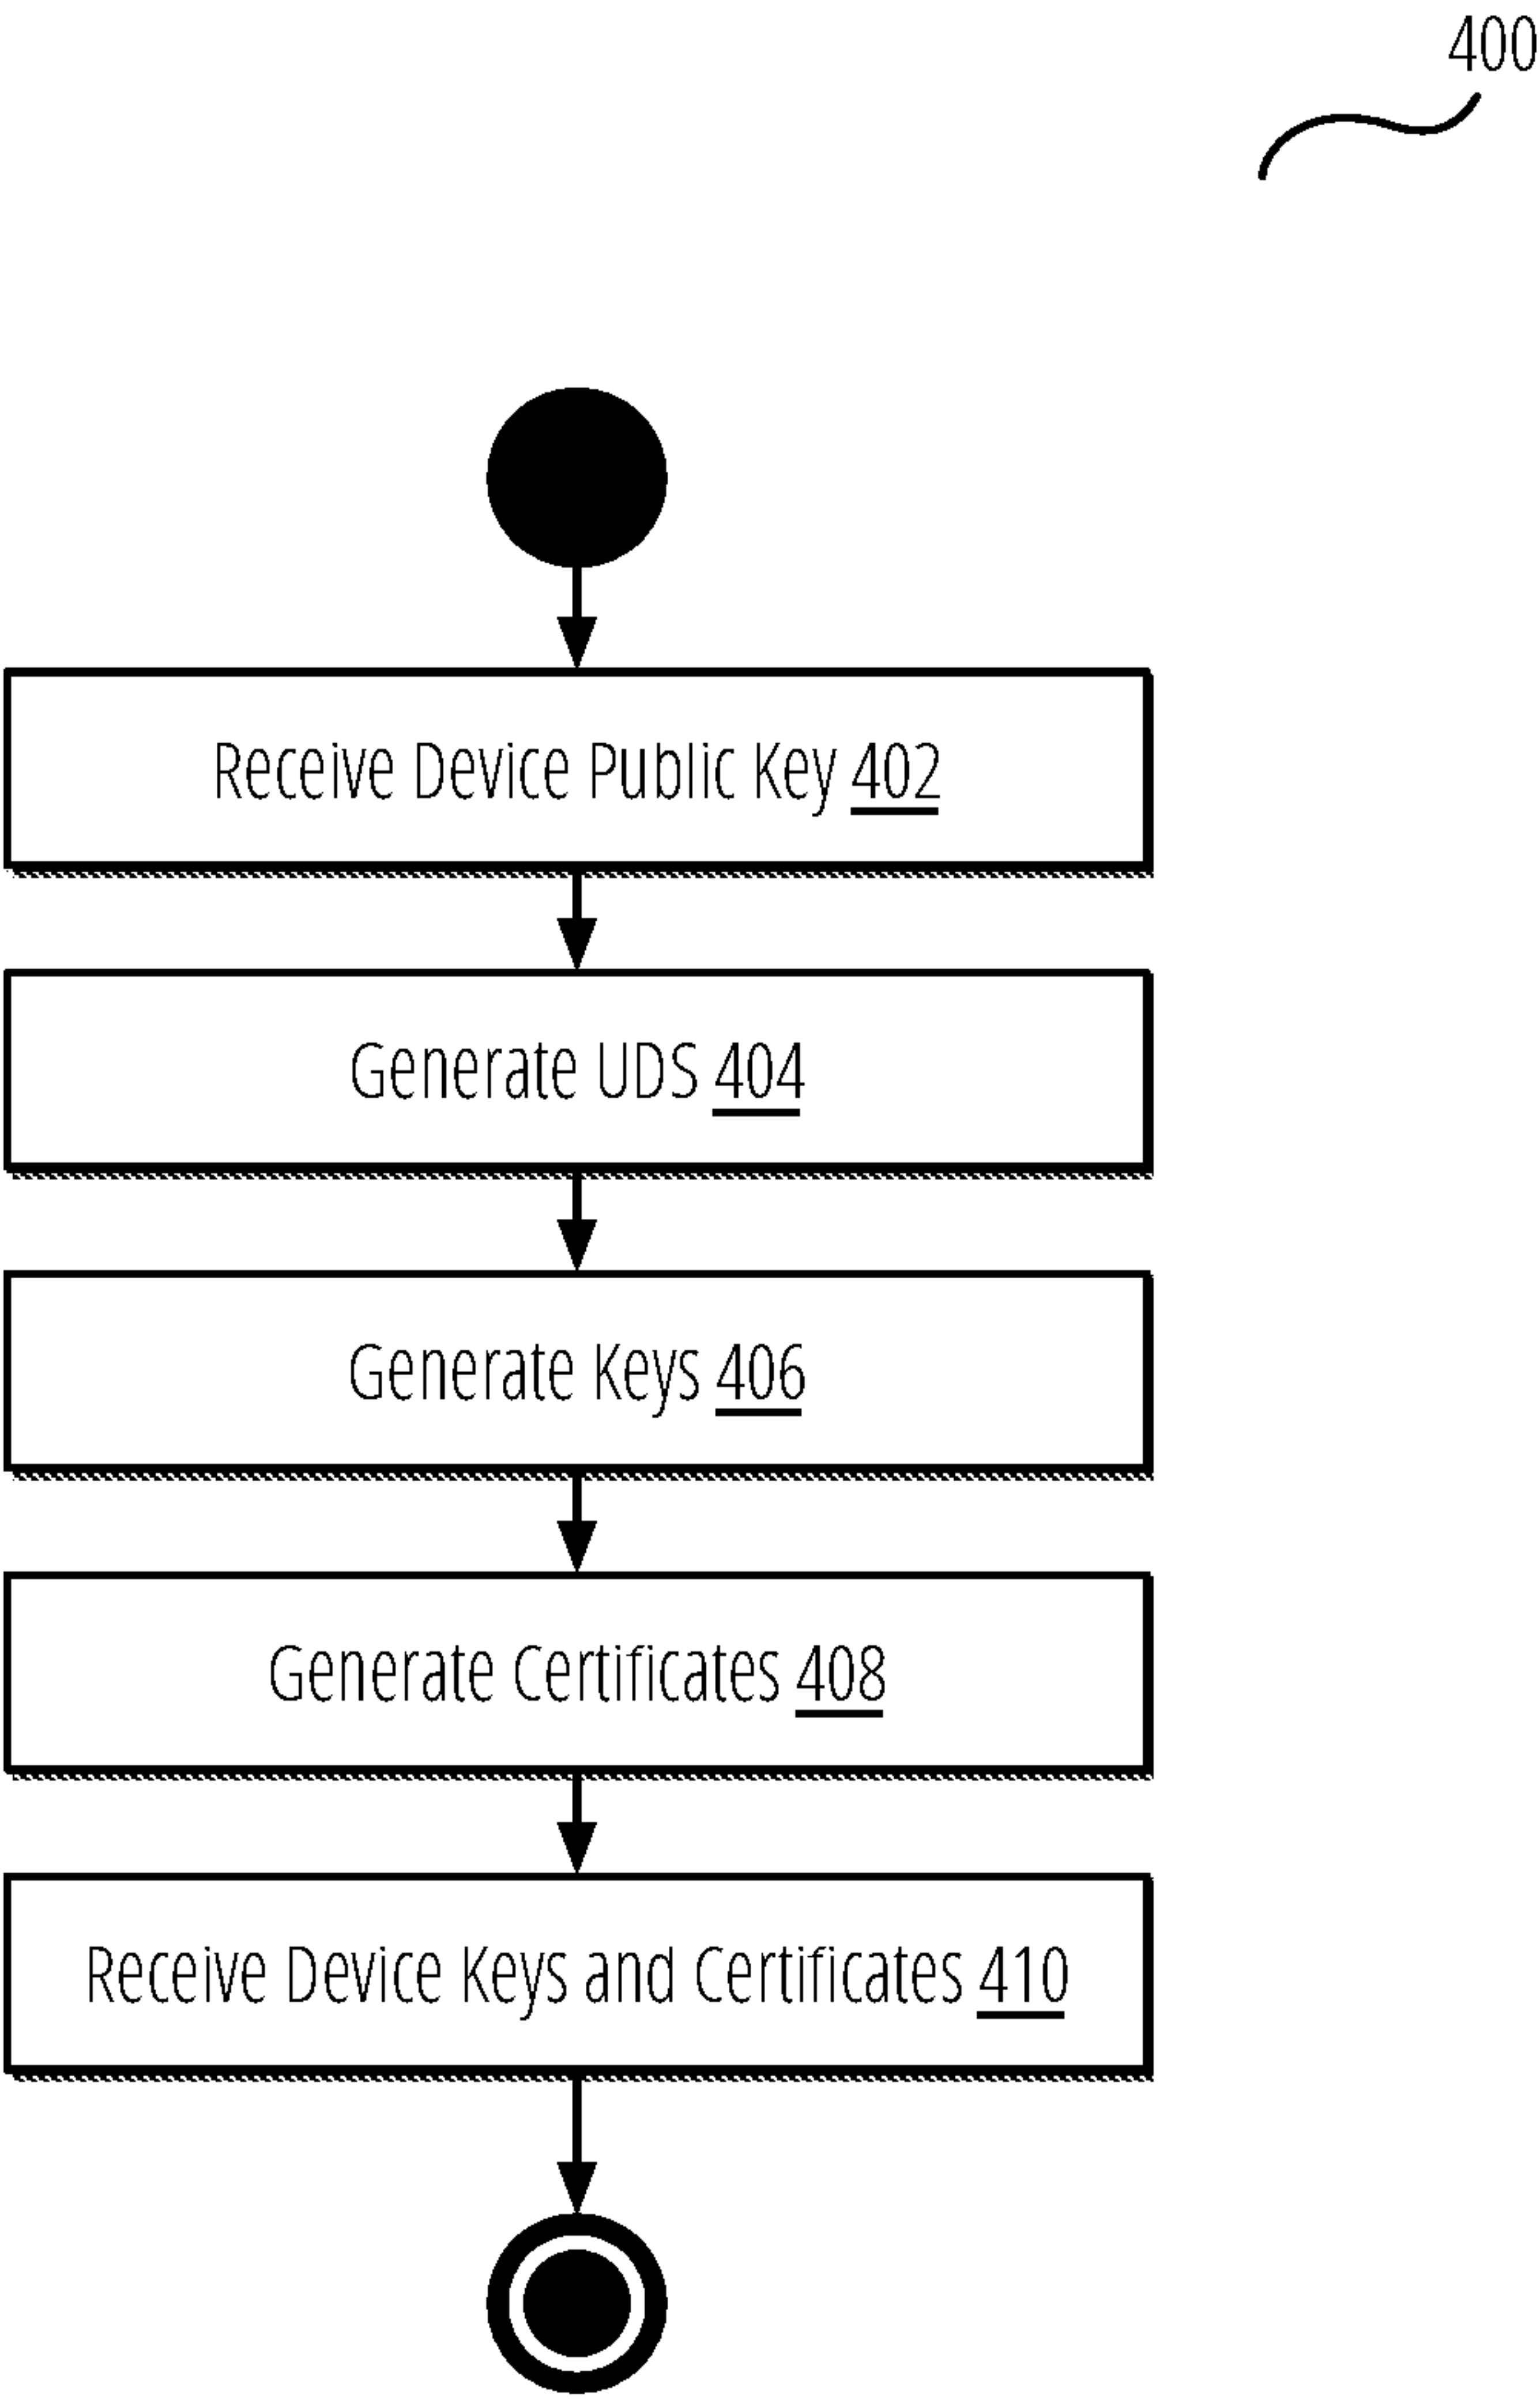 400
Receive Device Public Key 402
Generate UDS 404
Generate Keys 406
Generate Certificates 408
Receive Device Keys and Certificates 410